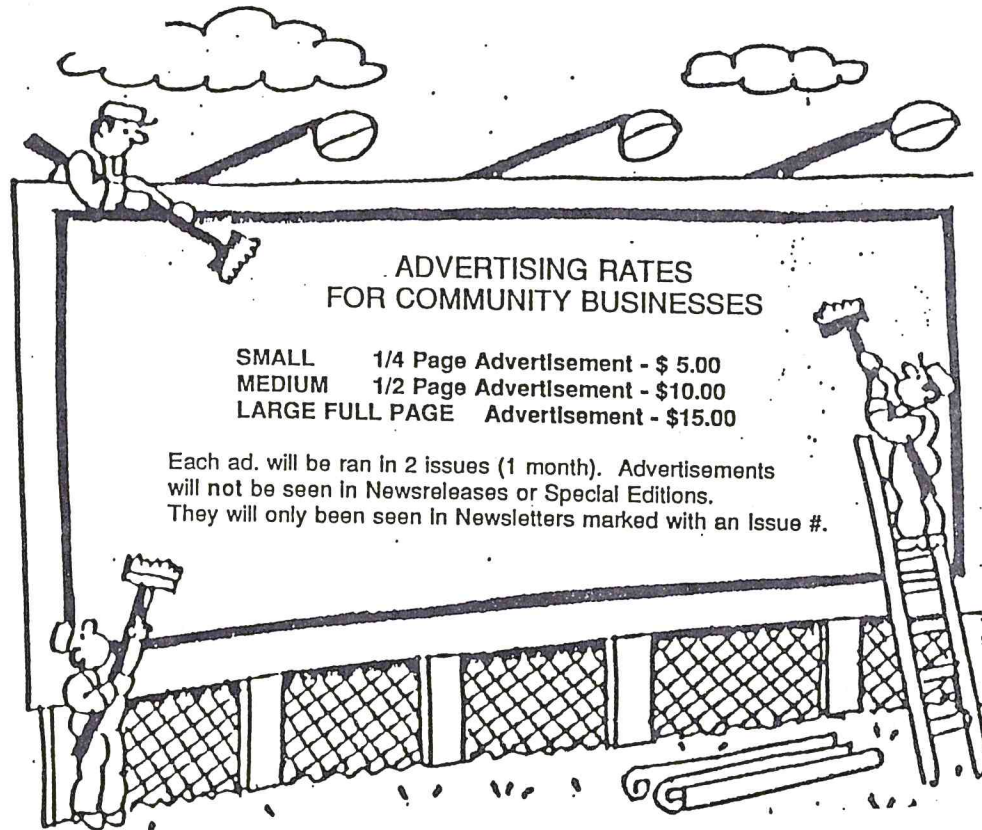 ADVERTISING RATES
FOR COMMUNITY BUSINESSES
SMALL 1/4 Page Advertisement - $ 5.00
MEDIUM 1/2 Page Advertisement - $10.00
LARGE FULL PAGE Advertisement - $15.00
Each ad. will be ran in 2 issues (1 month). Advertisements
will not be seen in Newsreleases or Special Editions.
They will only been seen in Newsletters marked with an Issue #.